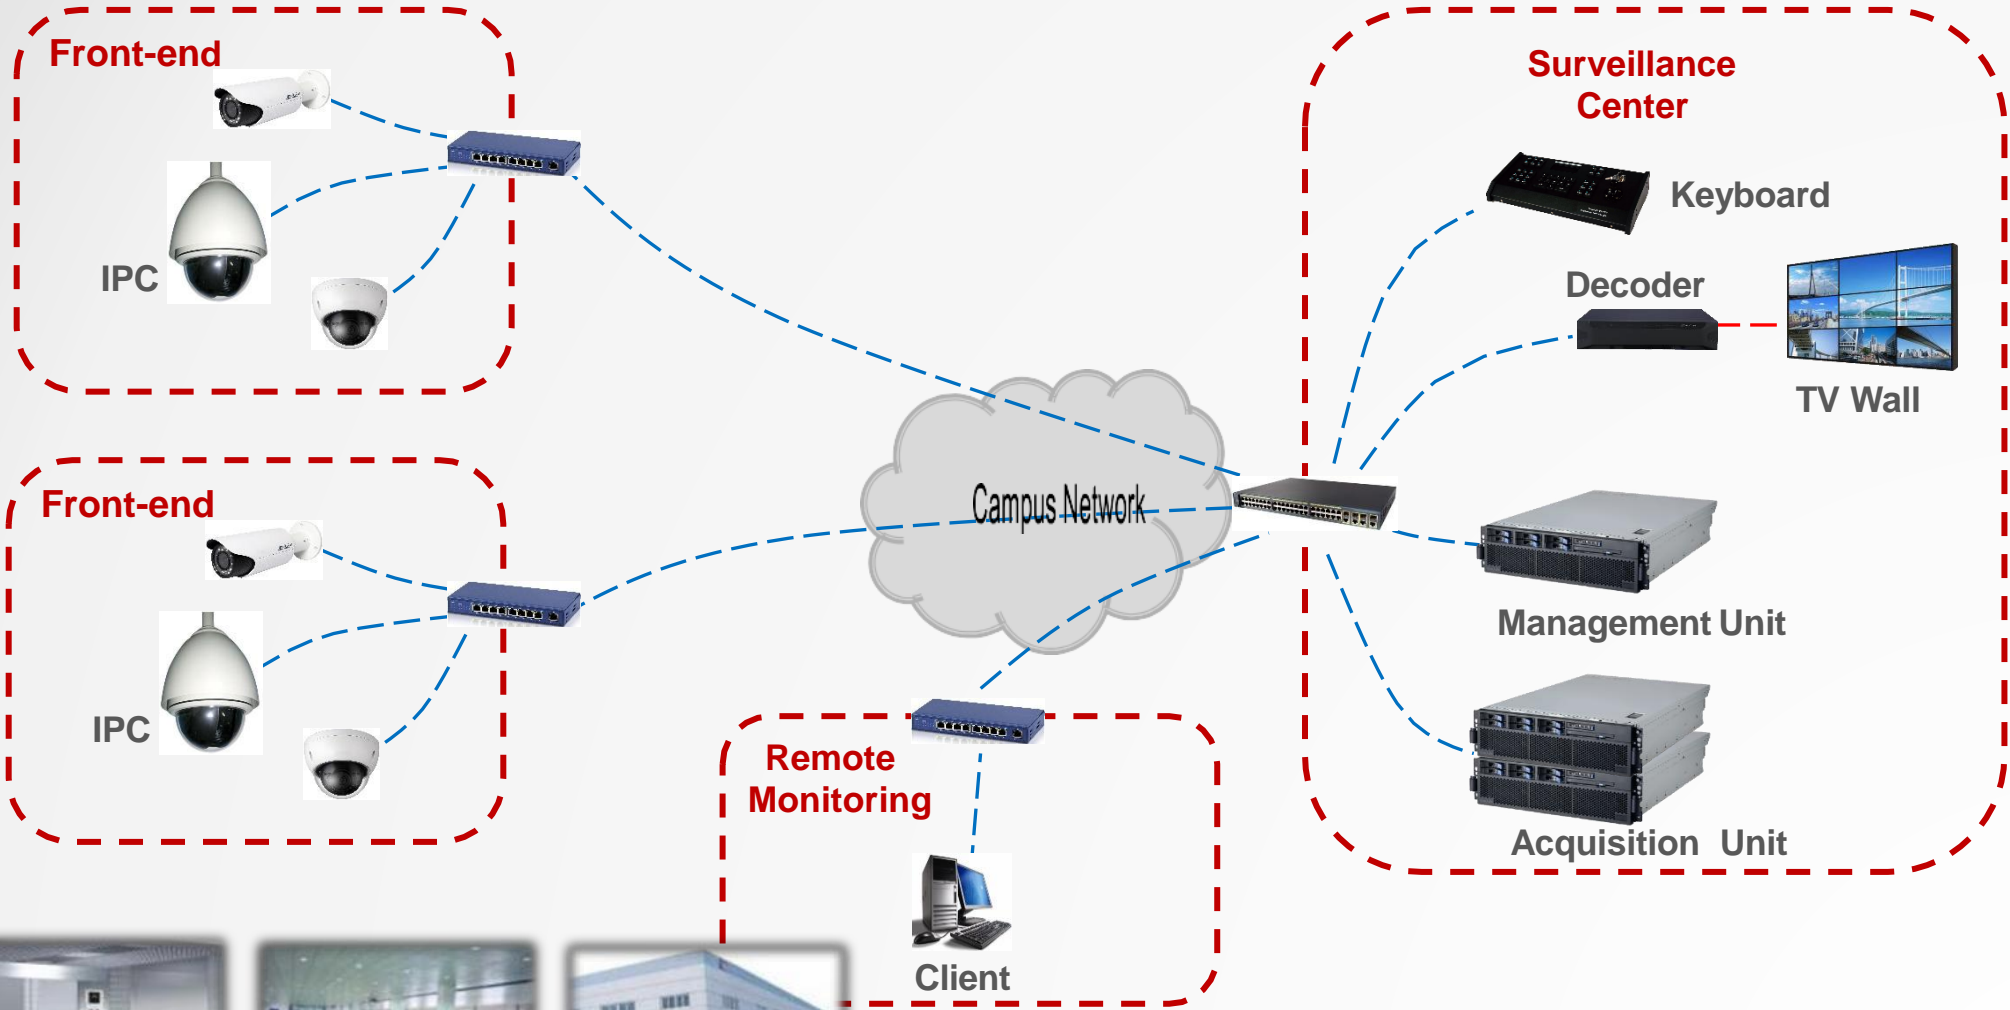 Front-end
IPC
Front-end
IPC
Campus Network
Remote
Monitoring
Client
Surveillance
Center
Keyboard
Decoder
TV Wall
Management Unit
Acquisition Unit